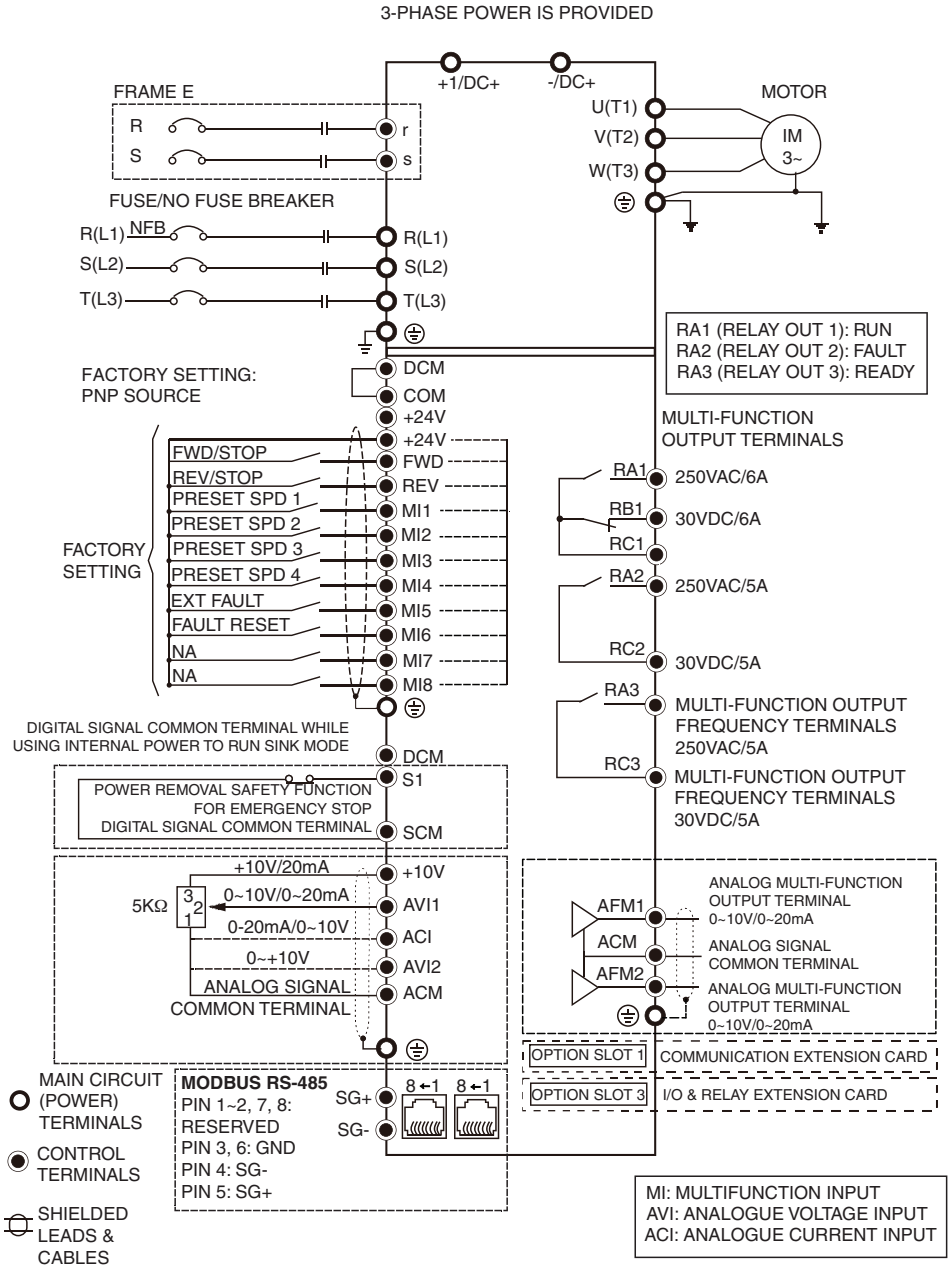 3-PHASE POWER IS PROVIDED
+1/DC+
-/DC+
FRAME E
R
S
r
s
U(T1)
V(T2)
W(T3)
MOTOR
IM
3~
FUSE/NO FUSE BREAKER
R(L1)
NFB
S(L2)
T(L3)
R(L1)
S(L2)
T(L3)
RA1 (RELAY OUT 1): RUN
RA2 (RELAY OUT 2): FAULT
RA3 (RELAY OUT 3): READY
FACTORY SETTING:
PNP SOURCE
DCM
COM
+24V
+24V
FWD
REV
MI1
MI2
MI3
MI4
MI5
MI6
MI7
MI8
FACTORY
SETTING
FWD/STOP
REV/STOP
PRESET SPD 1
PRESET SPD 2
PRESET SPD 3
PRESET SPD 4
EXT FAULT
FAULT RESET
NA
NA
MULTI-FUNCTION
OUTPUT TERMINALS
RA1
250VAC/6A
RB1
30VDC/6A
RC1
RA2
250VAC/5A
RC2
30VDC/5A
RA3
MULTI-FUNCTION OUTPUT
FREQUENCY TERMINALS
250VAC/5A
RC3
MULTI-FUNCTION OUTPUT
FREQUENCY TERMINALS
30VDC/5A
DIGITAL SIGNAL COMMON TERMINAL WHILE
USING INTERNAL POWER TO RUN SINK MODE
DCM
S1
POWER REMOVAL SAFETY FUNCTION
FOR EMERGENCY STOP
DIGITAL SIGNAL COMMON TERMINAL
SCM
+10V/20mA
+10V
5KΩ
3
2
1
0~10V/0~20mA
AVI1
0-20mA/0~10V
ACI
0~+10V
AVI2
ANALOG SIGNAL
COMMON TERMINAL
ACM
AFM1
ANALOG MULTI-FUNCTION
OUTPUT TERMINAL
0~10V/0~20mA
ACM
ANALOG SIGNAL
COMMON TERMINAL
AFM2
ANALOG MULTI-FUNCTION
OUTPUT TERMINAL
0~10V/0~20mA
OPTION SLOT 1
COMMUNICATION EXTENSION CARD
OPTION SLOT 3
I/O & RELAY EXTENSION CARD
MAIN CIRCUIT
(POWER)
TERMINALS
CONTROL
TERMINALS
SHIELDED
LEADS &
CABLES
MODBUS RS-485
PIN 1~2, 7, 8:
RESERVED
PIN 3, 6: GND
PIN 4: SG-
PIN 5: SG+
SG+
SG-
8←1
8←1
MI: MULTIFUNCTION INPUT
AVI: ANALOGUE VOLTAGE INPUT
ACI: ANALOGUE CURRENT INPUT